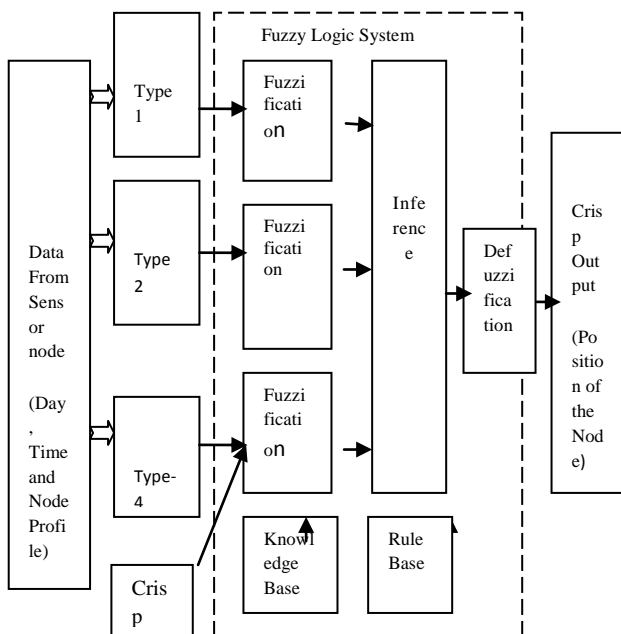 Fuzzy Logic System
Data
From
Sens
or
node
(Day
,
Time
and
Node
Profi
le)
Type
1
Type
2
Type-
4
Cris
p
Fuzzi
ficati
on
Fuzzi
ficati
on
Fuzzi
ficati
on
Knowl
edge
Base
Infe
renc
e
Rule
Base
Def
uzzi
fica
tion
Cris
p
Out
put
(Po
sitio
n of
the
Nod
e)